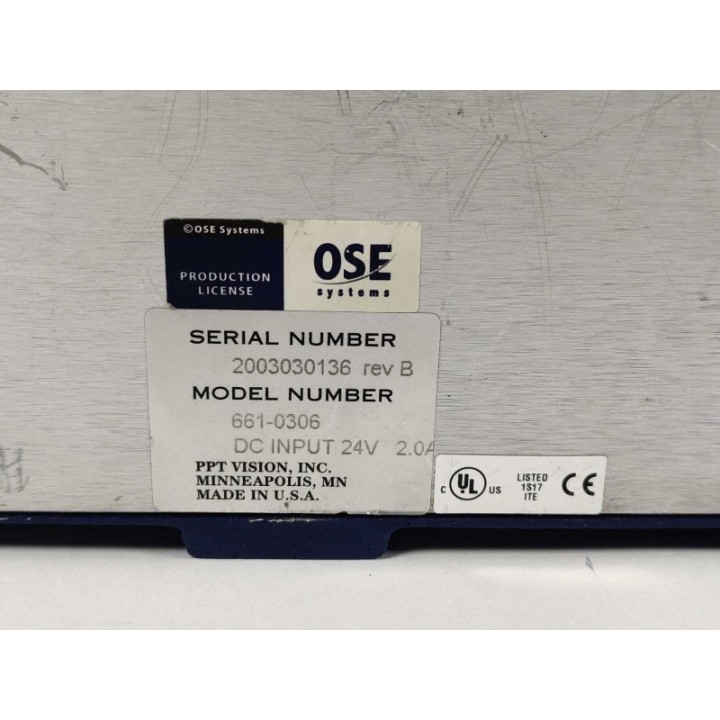 ©OSE Systems
PRODUCTION
LICENSE
OSE
systems
SERIAL NUMBER
2003030136 rev B
MODEL NUMBER
661-0306
DC INPUT 24V 2.0A
PPT VISION, INC.
MINNEAPOLIS, MN
MADE IN U.S.A.
C UL US
LISTED
1S17
ITE
CE